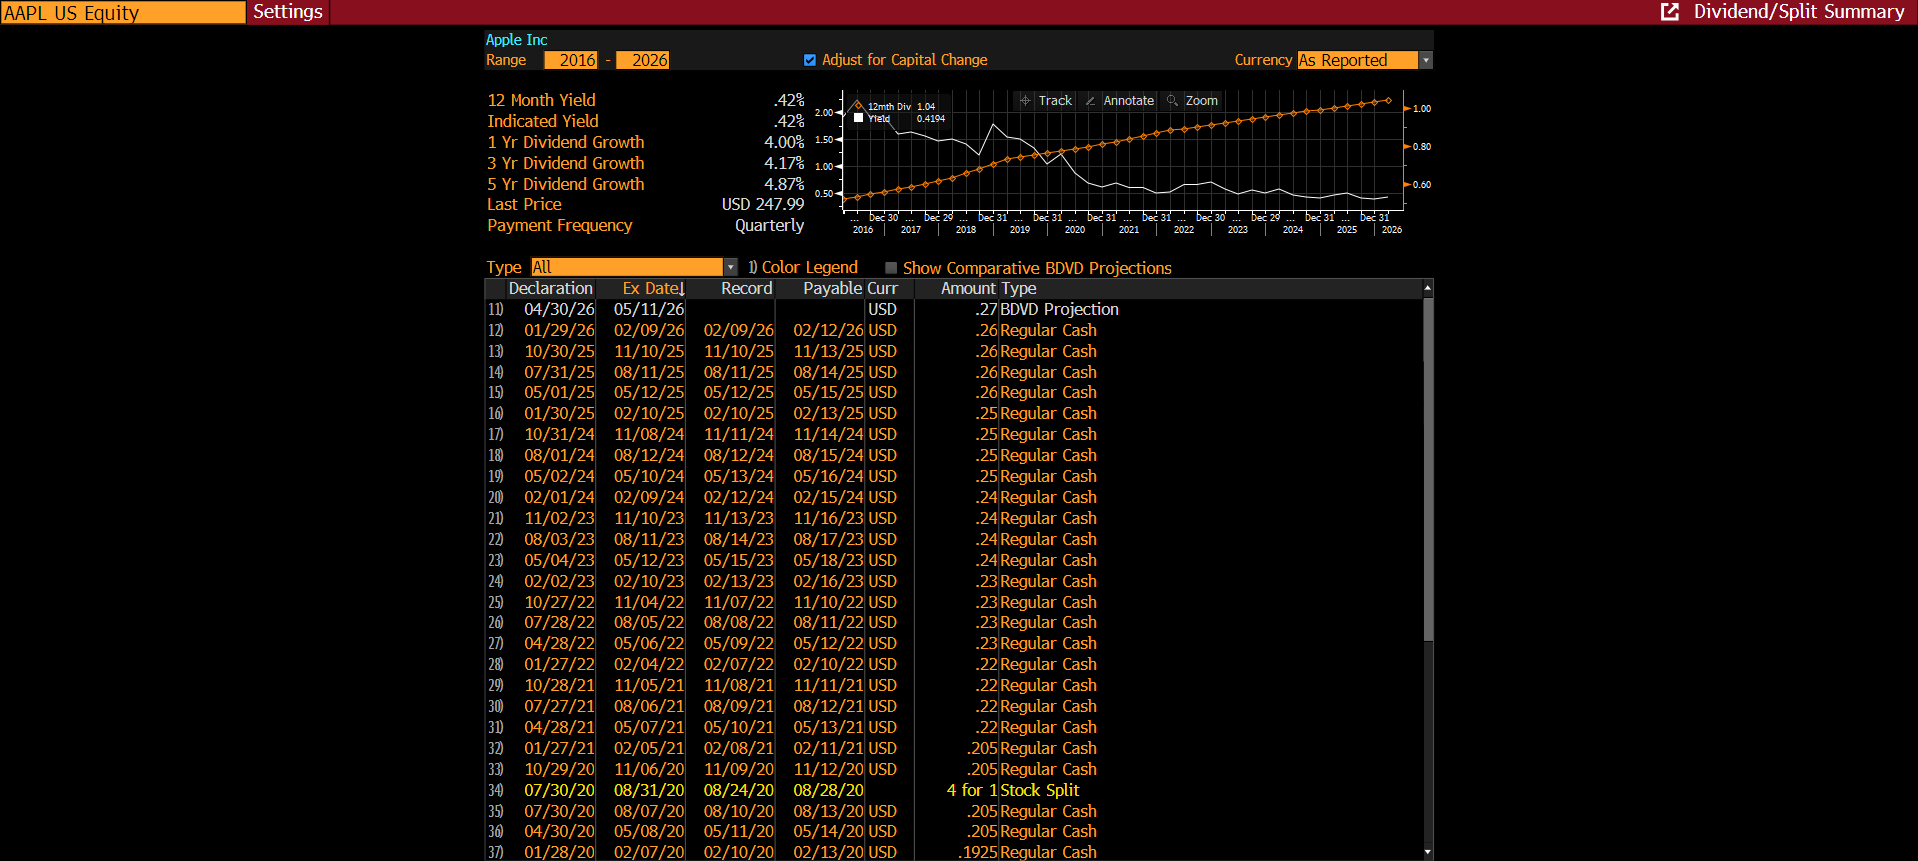 AAPL US Equity Settings Dividend/Split Summary
Apple Inc
Range 2016 - 2026 Adjust for Capital Change Currency As Reported
12 Month Yield .42%
Indicated Yield .42%
1 Yr Dividend Growth 4.00%
3 Yr Dividend Growth 4.17%
5 Yr Dividend Growth 4.87%
Last Price USD 247.99
Payment Frequency Quarterly
Track Annotate Zoom
12mth Div 1.04
Yield 0.4194
2.00
1.50
1.00
0.50
1.00
0.80
0.60
... Dec 30 ... Dec 29 ... Dec 31 ... Dec 31 ... Dec 31 ... Dec 31 ... Dec 30 ... Dec 29 ... Dec 31 ... Dec 31
2016 2017 2018 2019 2020 2021 2022 2023 2024 2025 2026
Type All 1) Color Legend Show Comparative BDVD Projections
Declaration Ex Date↓ Record Payable Curr Amount Type
11) 04/30/26 05/11/26 USD .27 BDVD Projection
12) 01/29/26 02/09/26 02/09/26 02/12/26 USD .26 Regular Cash
13) 10/30/25 11/10/25 11/10/25 11/13/25 USD .26 Regular Cash
14) 07/31/25 08/11/25 08/11/25 08/14/25 USD .26 Regular Cash
15) 05/01/25 05/12/25 05/12/25 05/15/25 USD .26 Regular Cash
16) 01/30/25 02/10/25 02/10/25 02/13/25 USD .25 Regular Cash
17) 10/31/24 11/08/24 11/11/24 11/14/24 USD .25 Regular Cash
18) 08/01/24 08/12/24 08/12/24 08/15/24 USD .25 Regular Cash
19) 05/02/24 05/10/24 05/13/24 05/16/24 USD .25 Regular Cash
20) 02/01/24 02/09/24 02/12/24 02/15/24 USD .24 Regular Cash
21) 11/02/23 11/10/23 11/13/23 11/16/23 USD .24 Regular Cash
22) 08/03/23 08/11/23 08/14/23 08/17/23 USD .24 Regular Cash
23) 05/04/23 05/12/23 05/15/23 05/18/23 USD .24 Regular Cash
24) 02/02/23 02/10/23 02/13/23 02/16/23 USD .23 Regular Cash
25) 10/27/22 11/04/22 11/07/22 11/10/22 USD .23 Regular Cash
26) 07/28/22 08/05/22 08/08/22 08/11/22 USD .23 Regular Cash
27) 04/28/22 05/06/22 05/09/22 05/12/22 USD .23 Regular Cash
28) 01/27/22 02/04/22 02/07/22 02/10/22 USD .22 Regular Cash
29) 10/28/21 11/05/21 11/08/21 11/11/21 USD .22 Regular Cash
30) 07/27/21 08/06/21 08/09/21 08/12/21 USD .22 Regular Cash
31) 04/28/21 05/07/21 05/10/21 05/13/21 USD .22 Regular Cash
32) 01/27/21 02/05/21 02/08/21 02/11/21 USD .205 Regular Cash
33) 10/29/20 11/06/20 11/09/20 11/12/20 USD .205 Regular Cash
34) 07/30/20 08/31/20 08/24/20 08/28/20 4 for 1 Stock Split
35) 07/30/20 08/07/20 08/10/20 08/13/20 USD .205 Regular Cash
36) 04/30/20 05/08/20 05/11/20 05/14/20 USD .205 Regular Cash
37) 01/28/20 02/07/20 02/10/20 02/13/20 USD .1925 Regular Cash